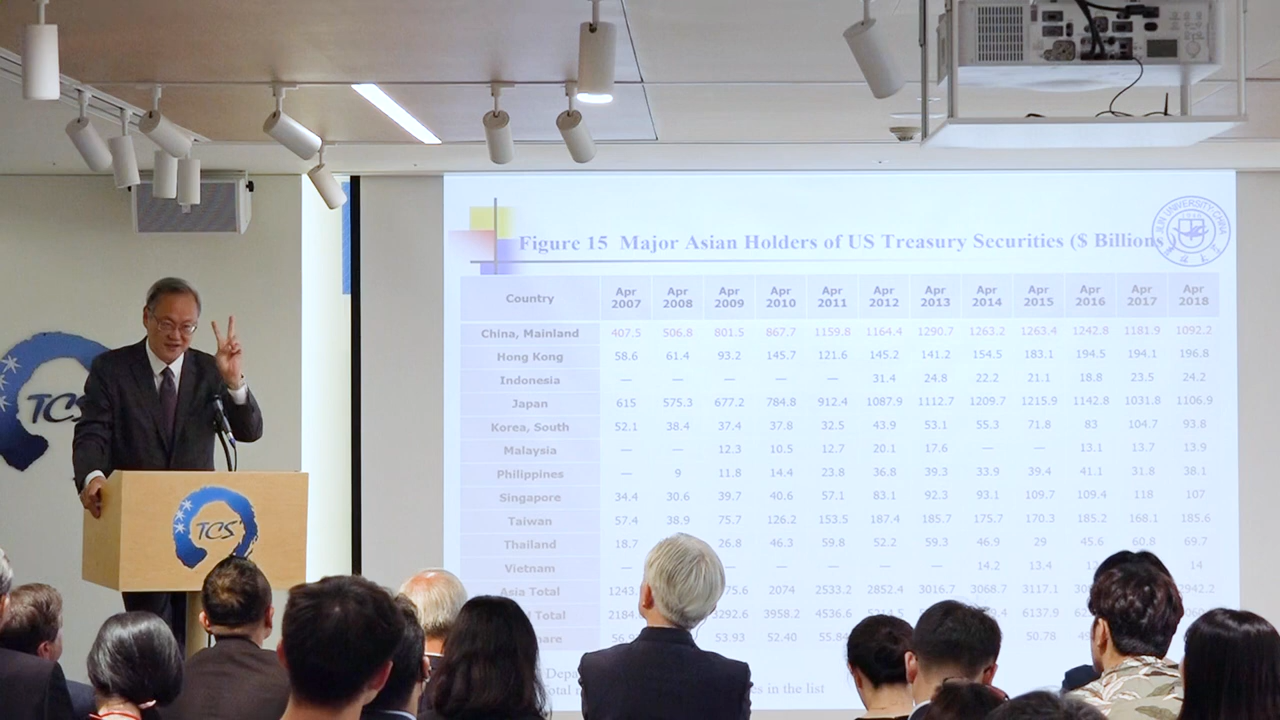 Figure 15 Major Asian Holders of US Treasury Securities ($ Billions)
Country Apr 2007 Apr 2008 Apr 2009 Apr 2010 Apr 2011 Apr 2012 Apr 2013 Apr 2014 Apr 2015 Apr 2016 Apr 2017 Apr 2018
China, Mainland 407.5 506.8 801.5 867.7 1159.8 1164.4 1290.7 1263.2 1263.4 1242.8 1181.9 1092.2
Hong Kong 58.6 61.4 93.2 145.7 121.6 145.2 141.2 154.5 183.1 194.5 194.1 196.8
Indonesia — — — — — 31.4 24.8 22.2 21.1 18.8 23.5 24.2
Japan 615 575.3 677.2 784.8 912.4 1087.9 1112.7 1209.7 1215.9 1142.8 1031.8 1106.9
Korea, South 52.1 38.4 37.4 37.8 32.5 43.9 53.1 55.3 71.8 83 104.7 93.8
Malaysia — — 12.3 10.5 12.7 20.1 17.6 — — 13.1 13.7 13.9
Philippines — 9 11.8 14.4 23.8 36.8 39.3 33.9 39.4 41.1 31.8 38.1
Singapore 34.4 30.6 39.7 40.6 57.1 83.1 92.3 93.1 109.7 109.4 118 107
Taiwan 57.4 38.9 75.7 126.2 153.5 187.4 185.7 175.7 170.3 185.2 168.1 185.6
Thailand 18.7 26.8 46.3 59.8 52.2 59.3 46.9 29 45.6 60.8 69.7
Vietnam — — — — — — 14.2 13.4 14
Asia Total 2074 2533.2 2852.4 3016.7 3068.7 3117.1 2942.2
Total 3292.6 3958.2 4536.6 6137.9
53.93 52.40 50.78
in the list
TCS
TCS